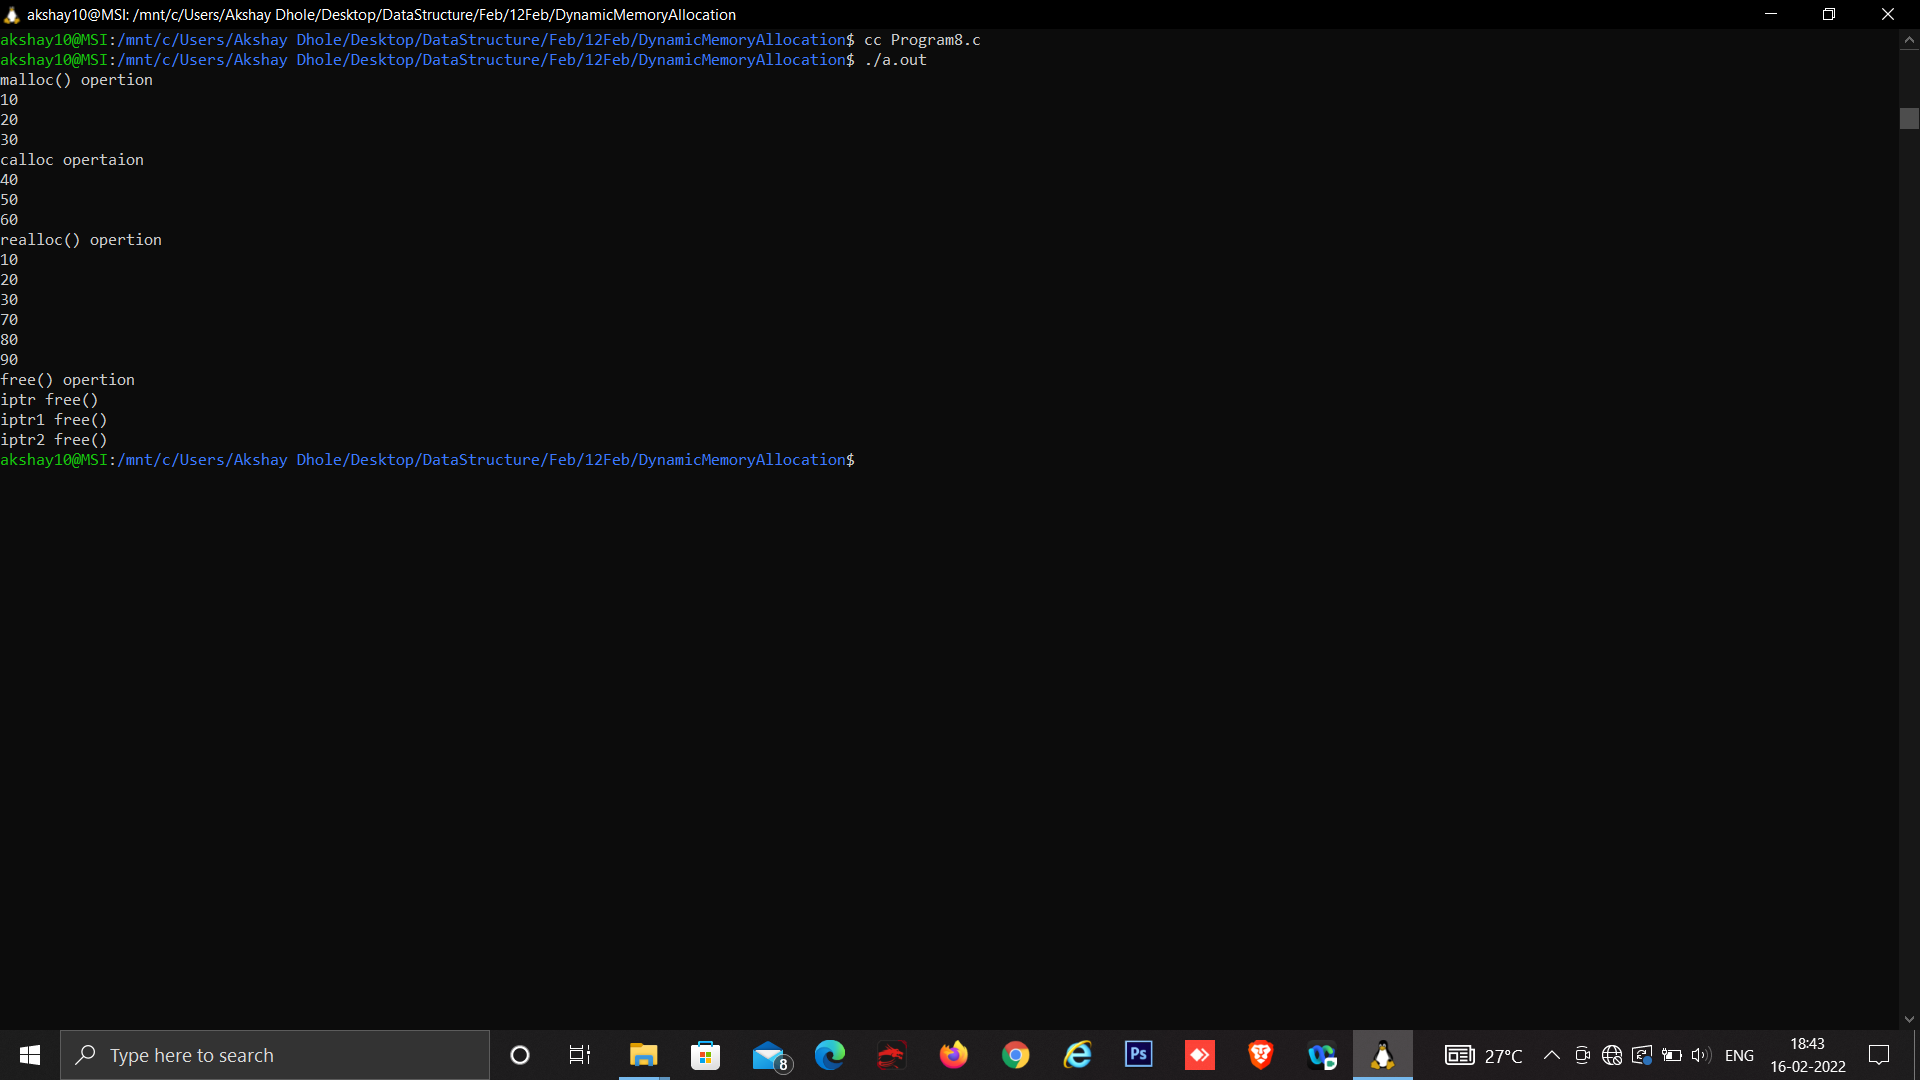 akshay10@MSI: /mnt/c/Users/Akshay Dhole/Desktop/DataStructure/Feb/12Feb/DynamicMemoryAllocation
akshay10@MSI:/mnt/c/Users/Akshay Dhole/Desktop/DataStructure/Feb/12Feb/DynamicMemoryAllocation$ cc Program8.c
akshay10@MSI:/mnt/c/Users/Akshay Dhole/Desktop/DataStructure/Feb/12Feb/DynamicMemoryAllocation$ ./a.out
malloc() opertion
10
20
30
calloc opertaion
40
50
60
realloc() opertion
10
20
30
70
80
90
free() opertion
iptr free()
iptr1 free()
iptr2 free()
akshay10@MSI:/mnt/c/Users/Akshay Dhole/Desktop/DataStructure/Feb/12Feb/DynamicMemoryAllocation$
Type here to search
8
Ps
27°C
ENG
18:43
16-02-2022